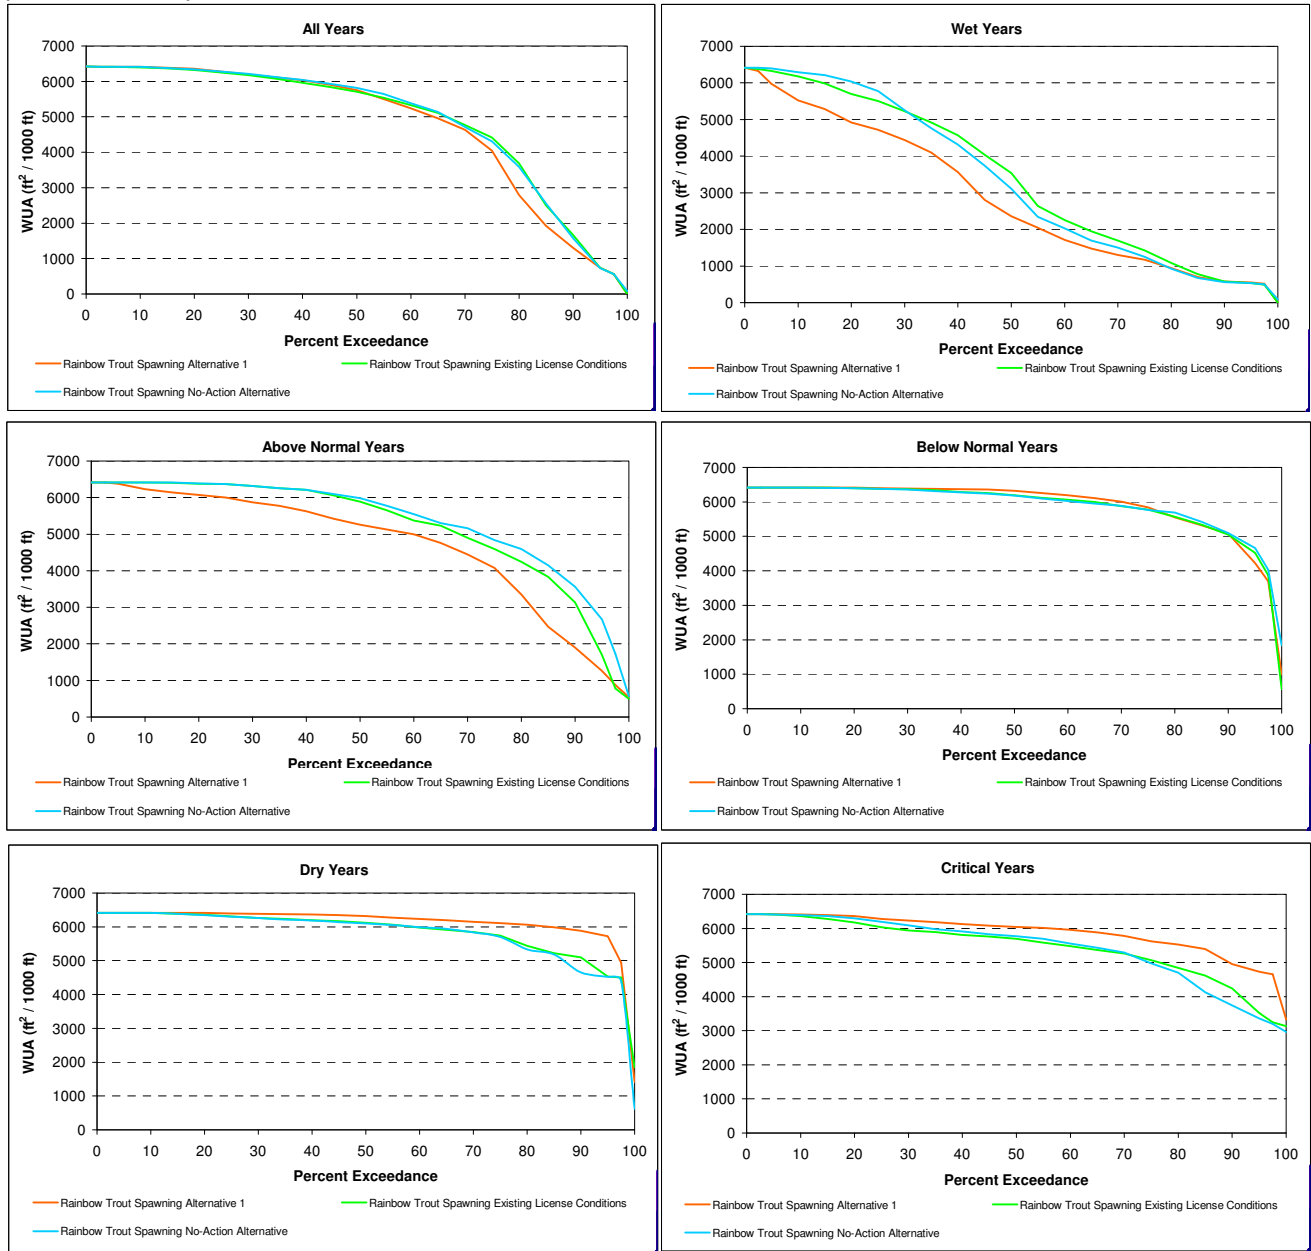 All Years
7000
6000
5000
4000
3000
2000
1000
0
WUA (ft² / 1000 ft)
0 10 20 30 40 50 60 70 80 90 100
Percent Exceedance
Rainbow Trout Spawning Alternative 1 Rainbow Trout Spawning Existing License Conditions
Rainbow Trout Spawning No-Action Alternative
Wet Years
7000
6000
5000
4000
3000
2000
1000
0
WUA (ft² / 1000 ft)
0 10 20 30 40 50 60 70 80 90 100
Percent Exceedance
Rainbow Trout Spawning Alternative 1 Rainbow Trout Spawning Existing License Conditions
Rainbow Trout Spawning No-Action Alternative
Above Normal Years
7000
6000
5000
4000
3000
2000
1000
0
WUA (ft² / 1000 ft)
0 10 20 30 40 50 60 70 80 90 100
Percent Exceedance
Rainbow Trout Spawning Alternative 1 Rainbow Trout Spawning Existing License Conditions
Rainbow Trout Spawning No-Action Alternative
Below Normal Years
7000
6000
5000
4000
3000
2000
1000
0
WUA (ft² / 1000 ft)
0 10 20 30 40 50 60 70 80 90 100
Percent Exceedance
Rainbow Trout Spawning Alternative 1 Rainbow Trout Spawning Existing License Conditions
Rainbow Trout Spawning No-Action Alternative
Dry Years
7000
6000
5000
4000
3000
2000
1000
0
WUA (ft² / 1000 ft)
0 10 20 30 40 50 60 70 80 90 100
Percent Exceedance
Rainbow Trout Spawning Alternative 1 Rainbow Trout Spawning Existing License Conditions
Rainbow Trout Spawning No-Action Alternative
Critical Years
7000
6000
5000
4000
3000
2000
1000
0
WUA (ft² / 1000 ft)
0 10 20 30 40 50 60 70 80 90 100
Percent Exceedance
Rainbow Trout Spawning Alternative 1 Rainbow Trout Spawning Existing License Conditions
Rainbow Trout Spawning No-Action Alternative